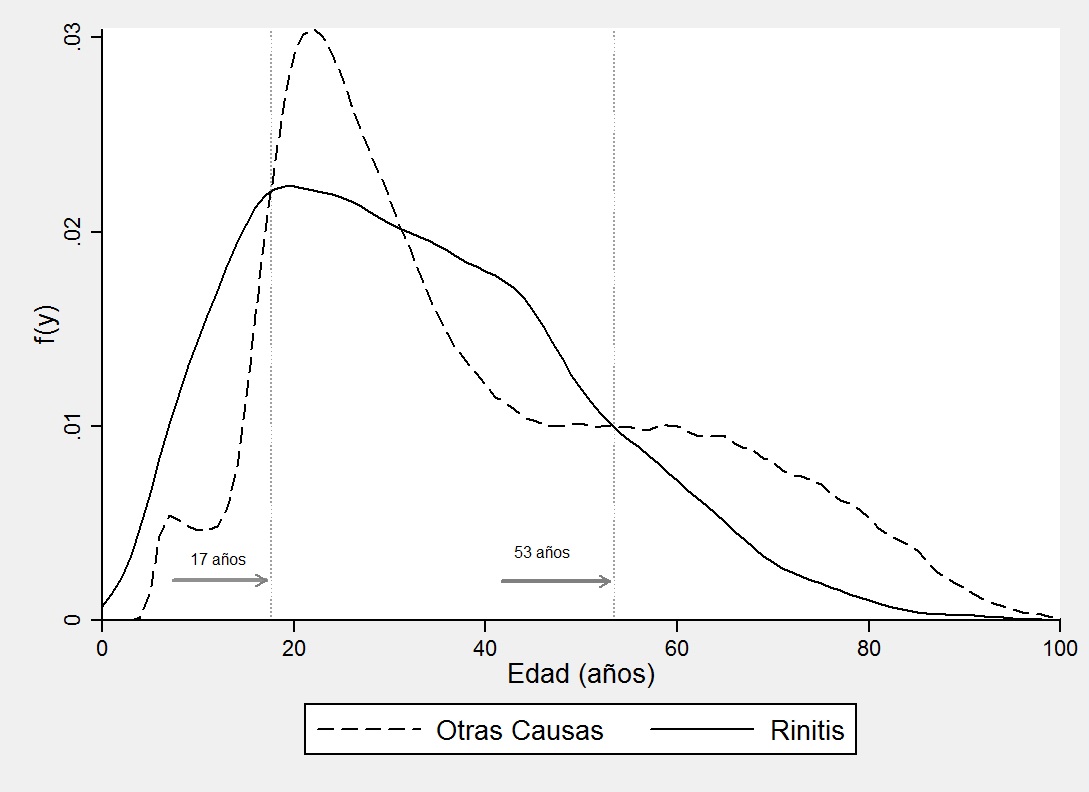 .03
.02
.01
0
f(y)
17 años
53 años
0 20 40 60 80 100
Edad (años)
Otras Causas Rinitis